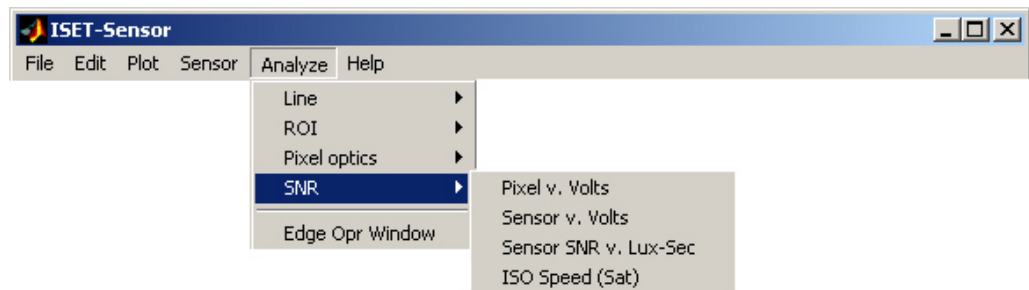 ISET-Sensor
File Edit Plot Sensor Analyze Help
Line
ROI
Pixel optics
SNR
Edge Opr Window
Pixel v. Volts
Sensor v. Volts
Sensor SNR v. Lux-Sec
ISO Speed (Sat)